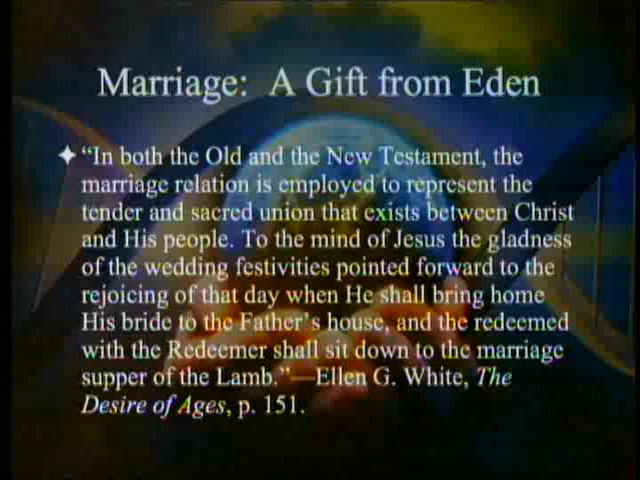 Marriage:  A Gift from Eden
“In both the Old and the New Testament, the
marriage relation is employed to represent the
tender and sacred union that exists between Christ
and His people. To the mind of Jesus the gladness
of the wedding festivities pointed forward to the
rejoicing of that day when He shall bring home
His bride to the Father’s house, and the redeemed
with the Redeemer shall sit down to the marriage
supper of the Lamb.”—Ellen G. White, The
Desire of Ages, p. 151.